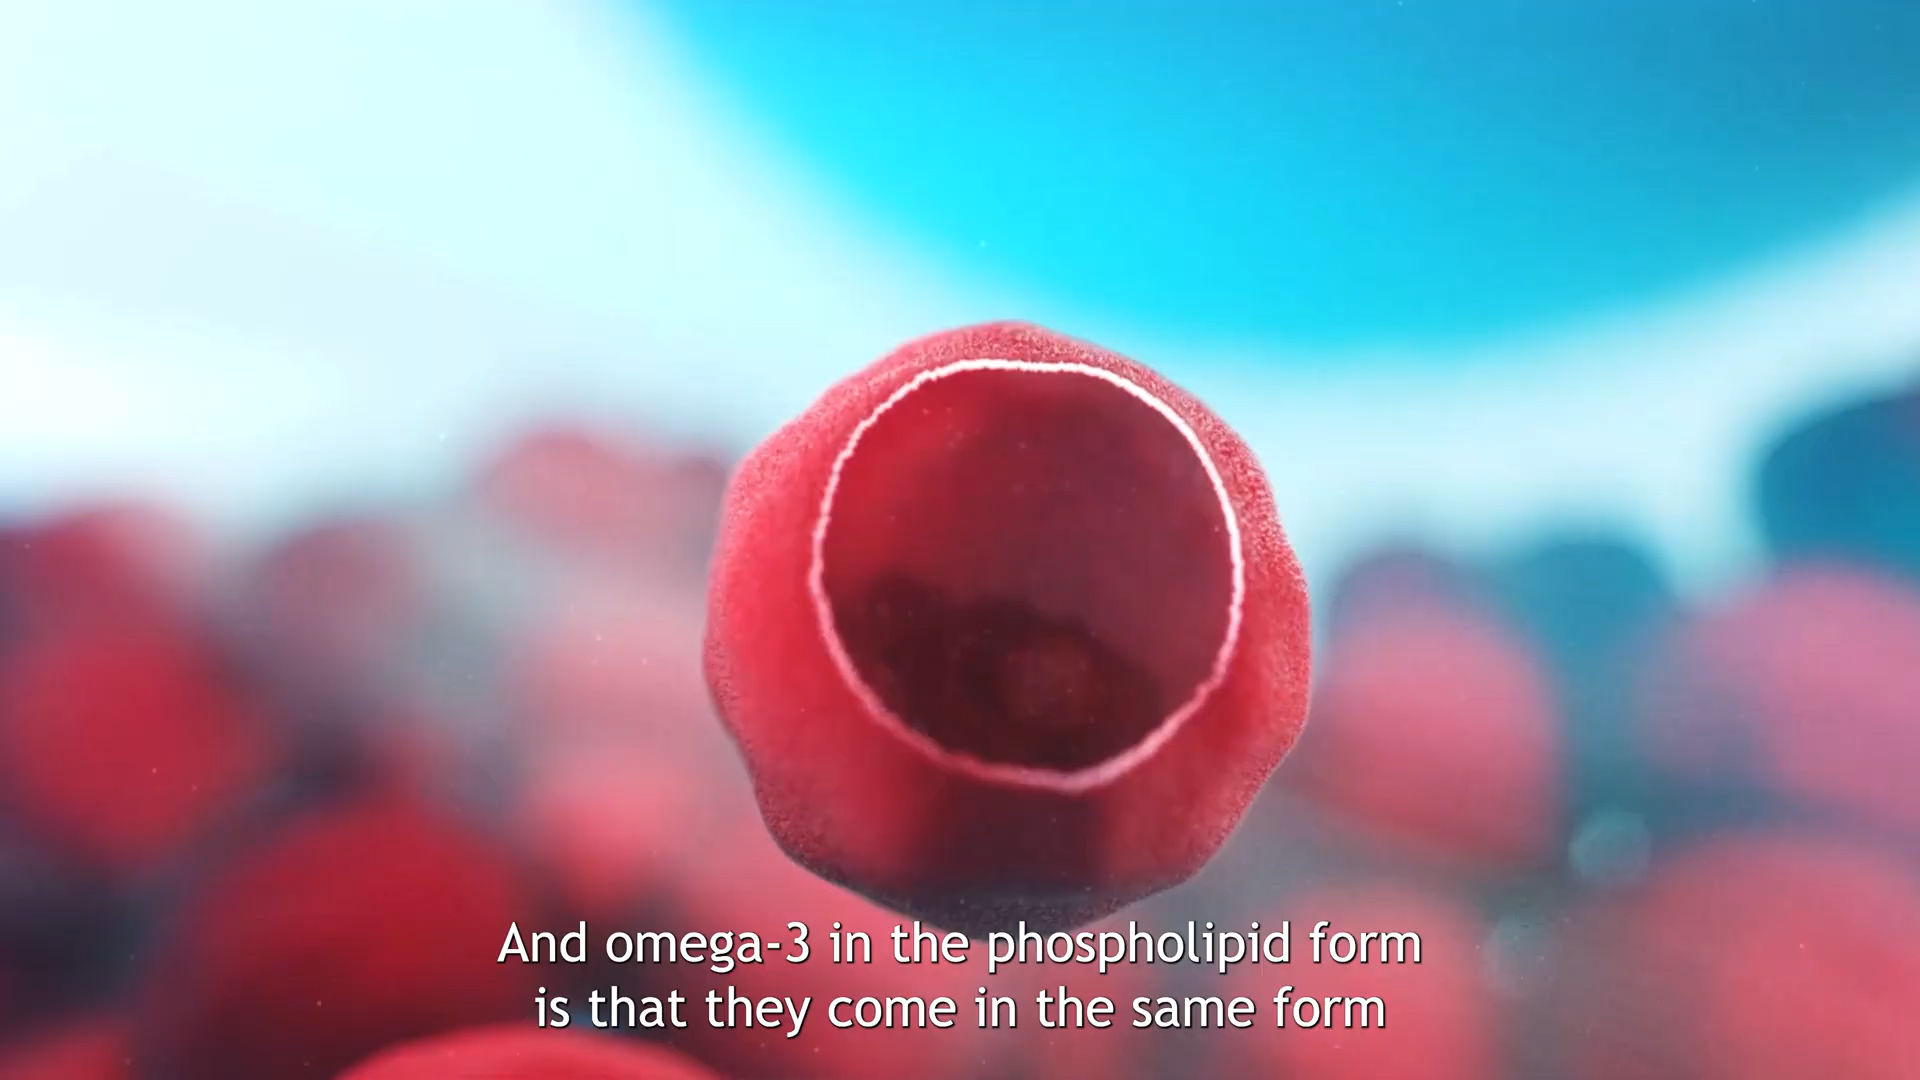 And omega-3 in the phospholipid form
is that they come in the same form